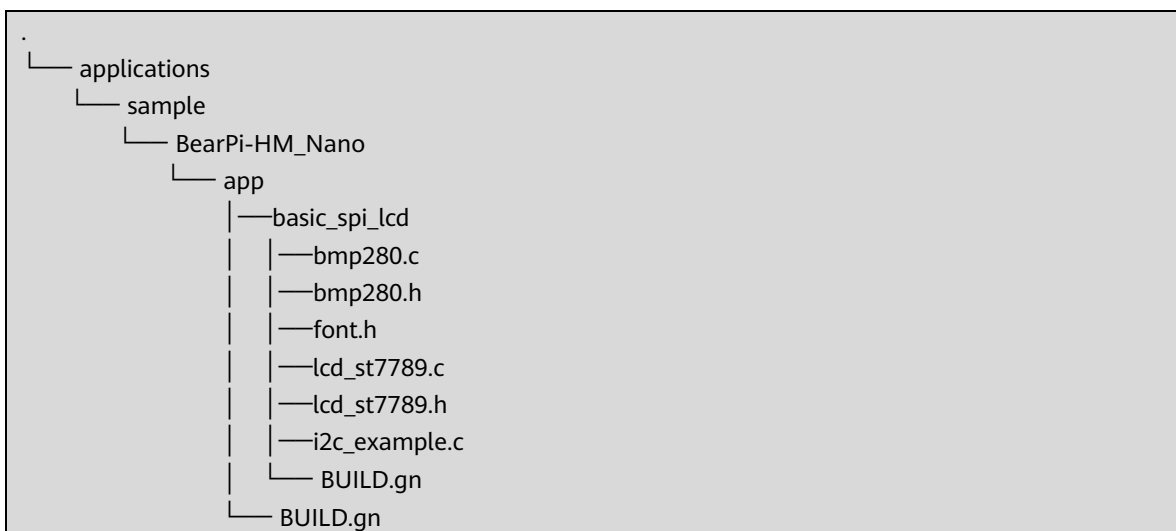 .
└── applications
    └── sample
        └── BearPi-HM_Nano
            └── app
                │──basic_spi_lcd
                │  │──bmp280.c
                │  │──bmp280.h
                │  │──font.h
                │  │──lcd_st7789.c
                │  │──lcd_st7789.h
                │  │──i2c_example.c
                │  └── BUILD.gn
                └── BUILD.gn